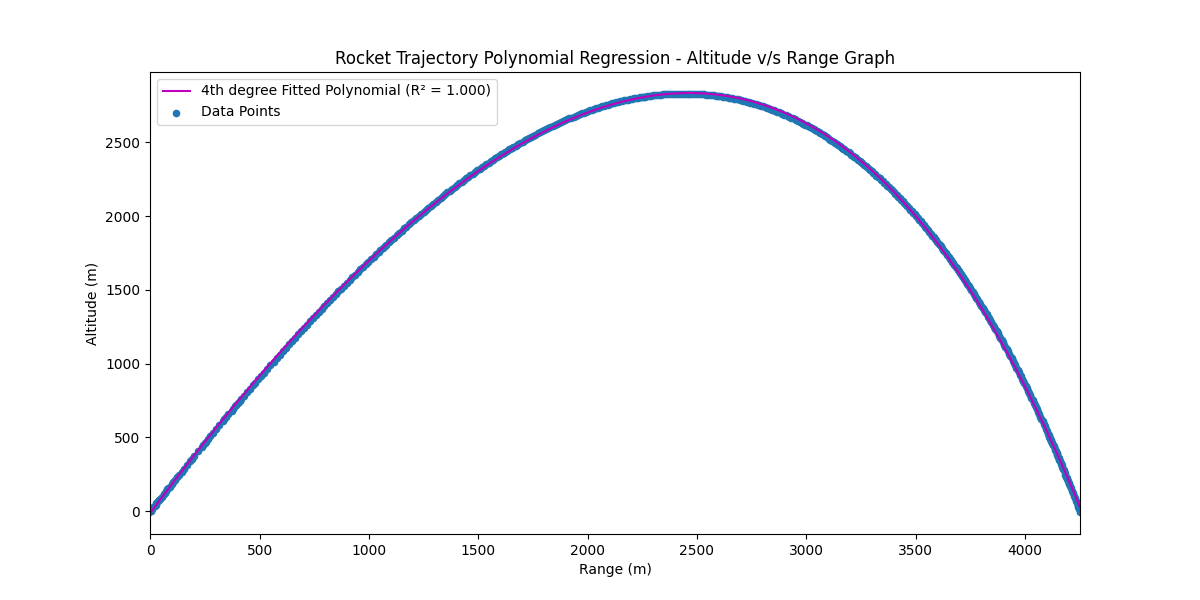 Rocket Trajectory Polynomial Regression - Altitude v/s Range Graph
4th degree Fitted Polynomial (R² = 1.000)
Data Points
2500
2000
1500
1000
500
0
Altitude (m)
0 500 1000 1500 2000 2500 3000 3500 4000
Range (m)